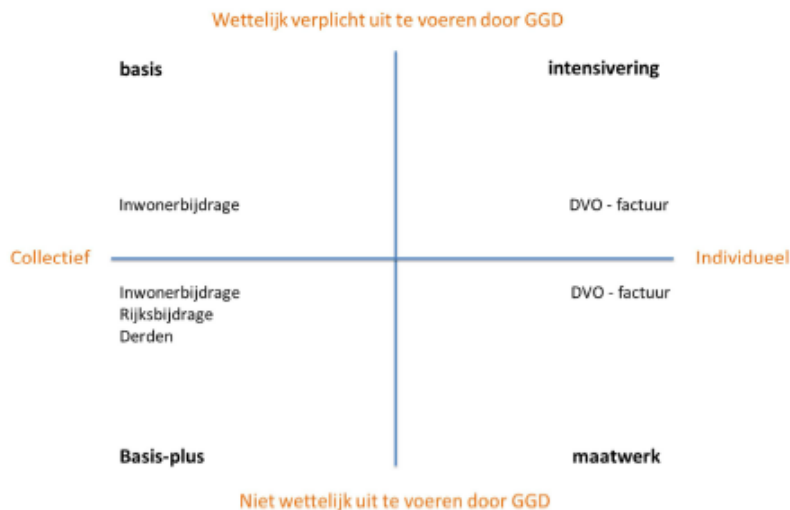 Wettelijk verplicht uit te voeren door GGD
basis
intensivering
Inwonerbijdrage
DVO - factuur
Collectief
Individueel
Inwonerbijdrage
DVO - factuur
Rijksbijdrage
Derden
Basis-plus
maatwerk
Niet wettelijk uit te voeren door GGD